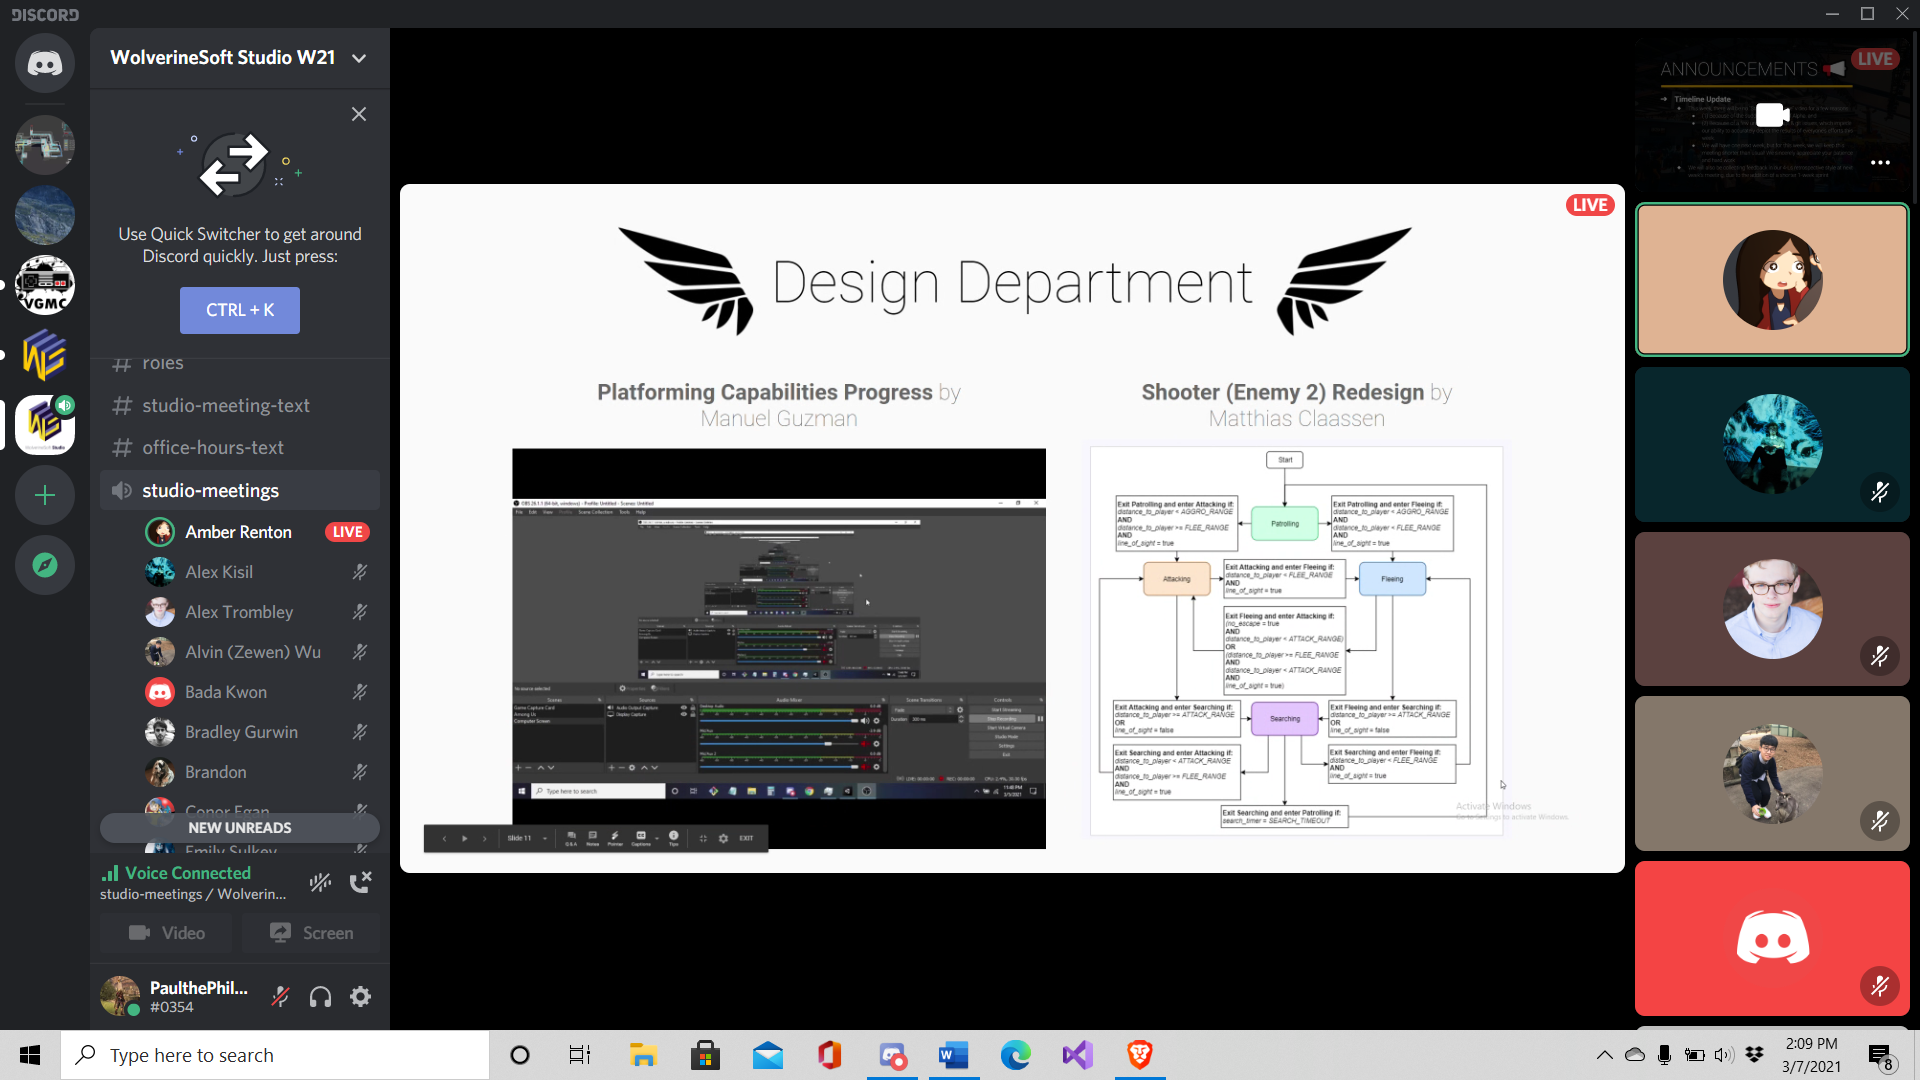 DISCORD
WolverineSoft Studio W21
Use Quick Switcher to get around
Discord quickly. Just press:
CTRL + K
roles
studio-meeting-text
office-hours-text
studio-meetings
Amber Renton
LIVE
Alex Kisil
Alex Trombley
Alvin (Zewen) Wu
Bada Kwon
Bradley Gurwin
Brandon
Conor Egan
NEW UNREADS
Emily Sulkey
Voice Connected
studio-meetings / Wolverin...
Video
Screen
PaulthePhil...
#0354
VGMC
LIVE
Design Department
Platforming Capabilities Progress by
Manuel Guzman
Shooter (Enemy 2) Redesign by
Matthias Claassen
Start
Exit Patrolling and enter Attacking if:
distance_to_player < AGGRO_RANGE
AND
distance_to_player >= FLEE_RANGE
AND
line_of_sight = true
Patrolling
Exit Patrolling and enter Fleeing if:
distance_to_player < AGGRO_RANGE
AND
distance_to_player < FLEE_RANGE
AND
line_of_sight = true
Attacking
Exit Attacking and enter Fleeing if:
distance_to_player < FLEE_RANGE
AND
line_of_sight = true
Fleeing
Exit Fleeing and enter Attacking if:
(no_escape = true
AND
distance_to_player < ATTACK_RANGE)
OR
(distance_to_player >= FLEE_RANGE
AND
distance_to_player < ATTACK_RANGE
AND
line_of_sight = true)
Exit Attacking and enter Searching if:
distance_to_player >= ATTACK_RANGE
OR
line_of_sight = false
Searching
Exit Fleeing and enter Searching if:
distance_to_player >= ATTACK_RANGE
OR
line_of_sight = false
Exit Searching and enter Attacking if:
distance_to_player < ATTACK_RANGE
AND
distance_to_player >= FLEE_RANGE
AND
line_of_sight = true
Exit Searching and enter Fleeing if:
distance_to_player < FLEE_RANGE
AND
line_of_sight = true
Exit Searching and enter Patrolling if:
search_timer = SEARCH_TIMEOUT
Activate Windows
Go to Settings to activate Windows.
Type here to search
Slide 11
Q&A
Notes
Pointer
Captions
Tips
EXIT
ANNOUNCEMENTS
LIVE
Timeline Update
Type here to search
2:09 PM
3/7/2021
8